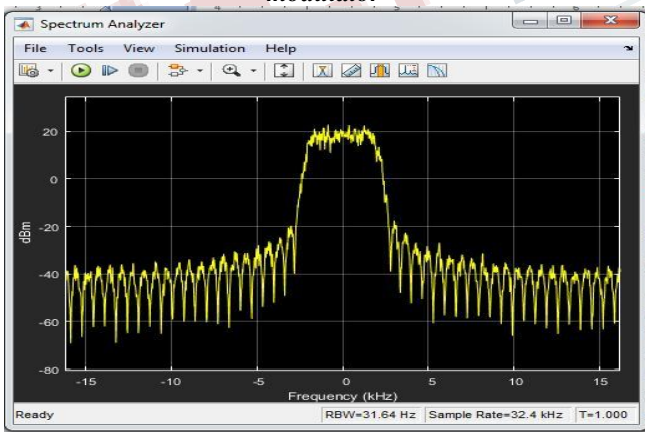 Spectrum Analyzer
File Tools View Simulation Help
20
0
-20
-40
-60
-80
dBm
-15 -10 -5 0 5 10 15
Frequency (kHz)
Ready RBW=31.64 Hz Sample Rate=32.4 kHz T=1.000